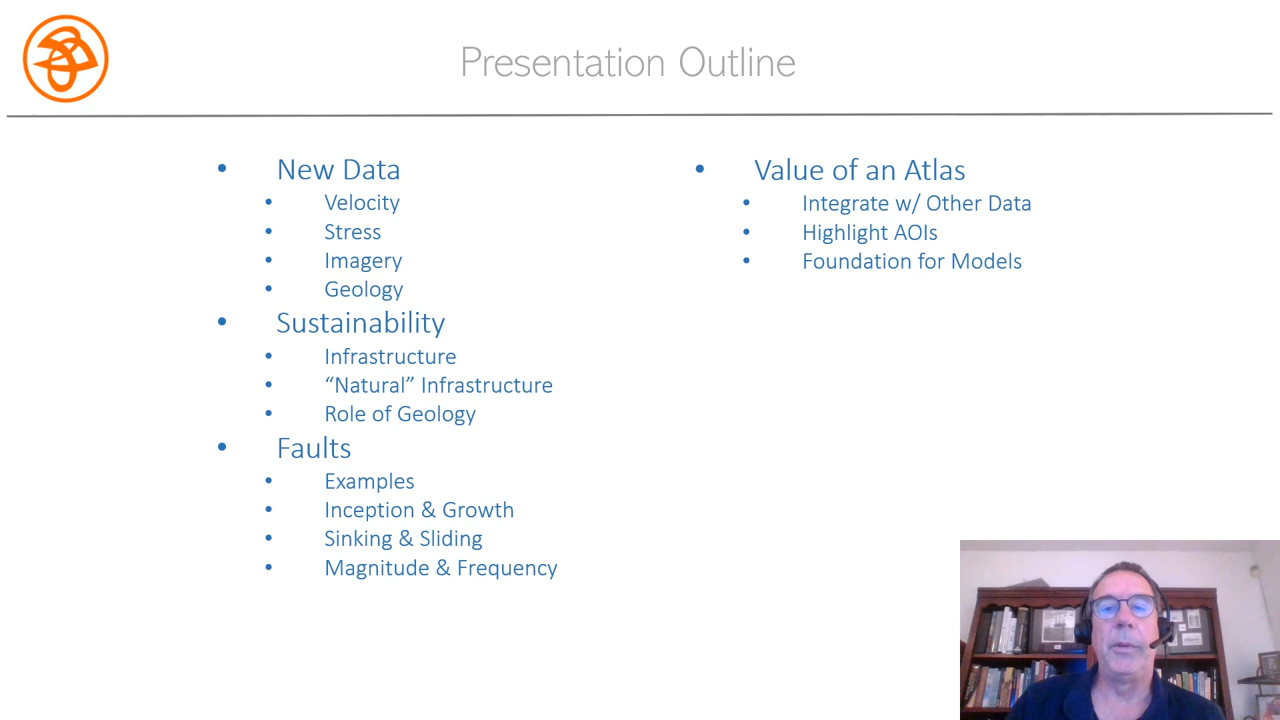 Presentation Outline
• New Data
• Velocity
• Stress
• Imagery
• Geology
• Sustainability
• Infrastructure
• “Natural” Infrastructure
• Role of Geology
• Faults
• Examples
• Inception & Growth
• Sinking & Sliding
• Magnitude & Frequency
• Value of an Atlas
• Integrate w/ Other Data
• Highlight AOIs
• Foundation for Models